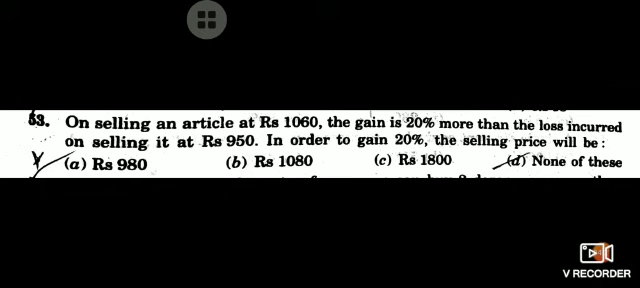 53. On selling an article at Rs 1060, the gain is 20% more than the loss incurred
on selling it at Rs 950. In order to gain 20%, the selling price will be :
(a) Rs 980 (b) Rs 1080 (c) Rs 1800 (d) None of these
V RECORDER